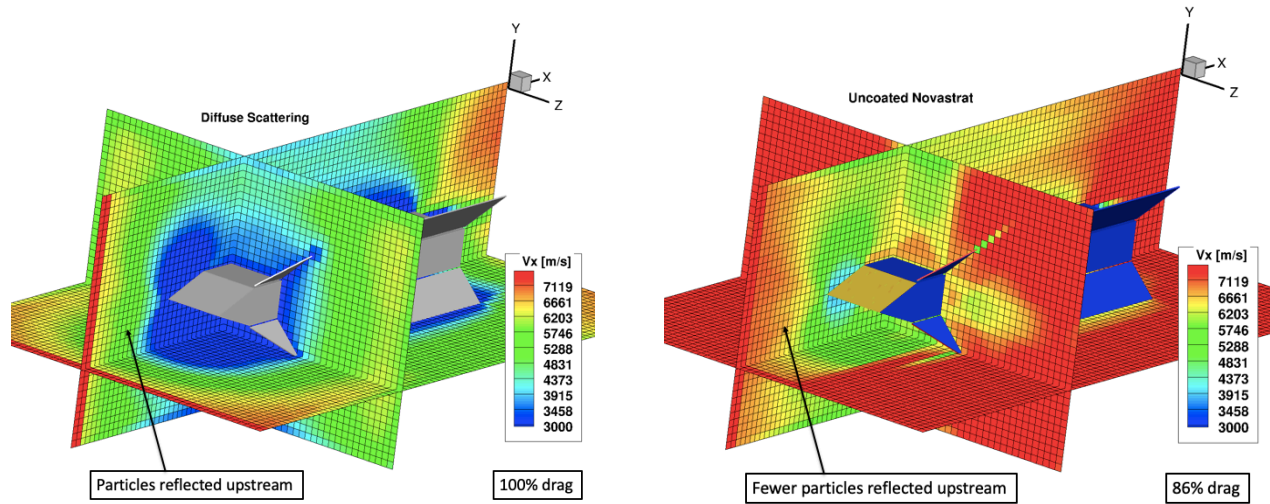 Diffuse Scattering
Y
X
Z
Vx [m/s]
7119
6661
6203
5746
5288
4831
4373
3915
3458
3000
Particles reflected upstream
100% drag
Uncoated Novastrat
Y
X
Z
Vx [m/s]
7119
6661
6203
5746
5288
4831
4373
3915
3458
3000
Fewer particles reflected upstream
86% drag